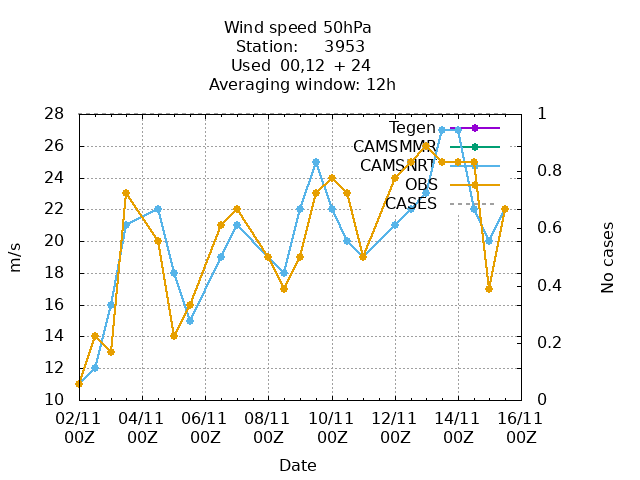 Wind speed 50hPa
Station: 3953
Used 00,12 + 24
Averaging window: 12h
28
26
24
22
20
18
16
14
12
10
m/s
1
0.8
0.6
0.4
0.2
0
No cases
Tegen
CAMSMMR
CAMSNRT
OBS
CASES
02/11 04/11 06/11 08/11 10/11 12/11 14/11 16/11
00Z 00Z 00Z 00Z 00Z 00Z 00Z 00Z
Date